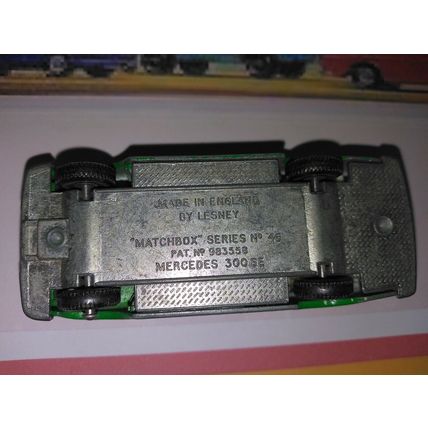 MADE IN ENGLAND
BY LESNEY
"MATCHBOX" SERIES Nº 46
PAT. Nº 983558
MERCEDES 300SE